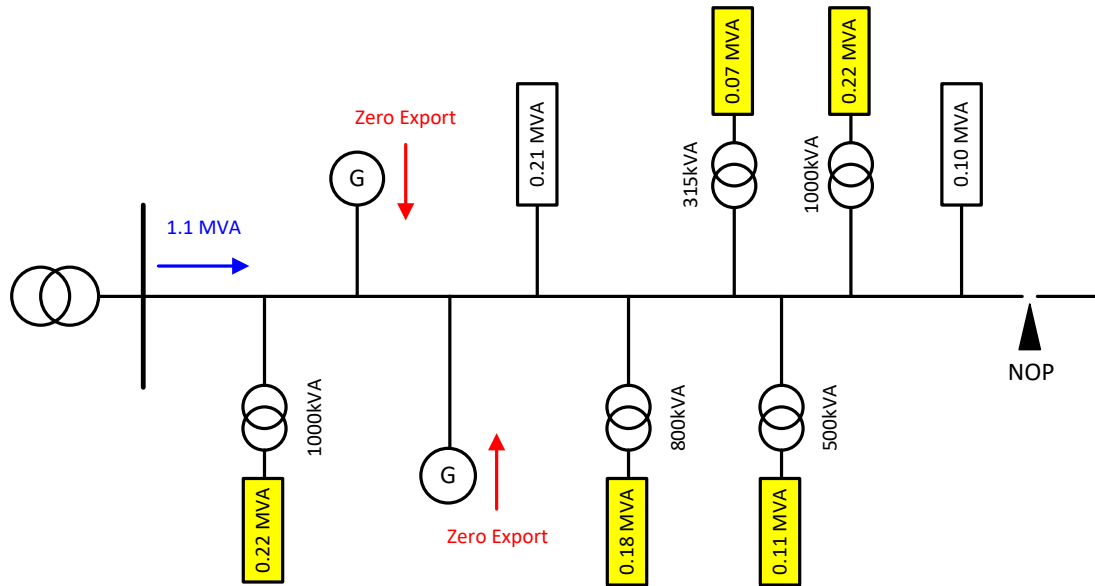 0.07 MVA
0.22 MVA
Zero Export
0.21 MVA
0.10 MVA
315kVA
1000kVA
G
1.1 MVA
NOP
1000kVA
800kVA
500kVA
G
0.22 MVA
0.18 MVA
0.11 MVA
Zero Export